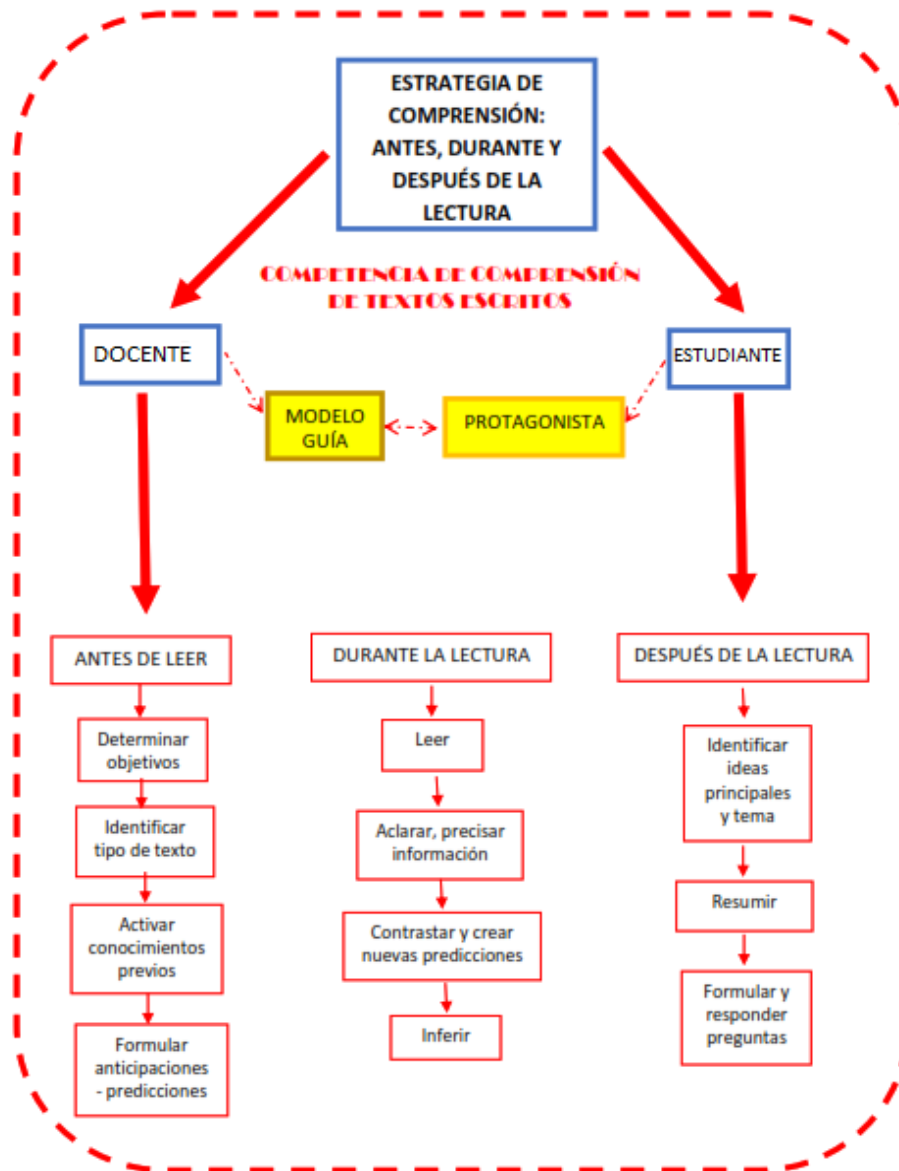 ESTRATEGIA DE
COMPRENSIÓN:
ANTES, DURANTE Y
DESPUÉS DE LA
LECTURA
COMPETENCIA DE COMPRENSIÓN
DE TEXTOS ESCRITOS
DOCENTE
ESTUDIANTE
MODELO
GUÍA
PROTAGONISTA
ANTES DE LEER
Determinar
objetivos
Identificar
tipo de texto
Activar
conocimientos
previos
Formular
anticipaciones
- predicciones
DURANTE LA LECTURA
Leer
Aclarar, precisar
información
Contrastar y crear
nuevas predicciones
Inferir
DESPUÉS DE LA LECTURA
Identificar
ideas
principales
y tema
Resumir
Formular y
responder
preguntas